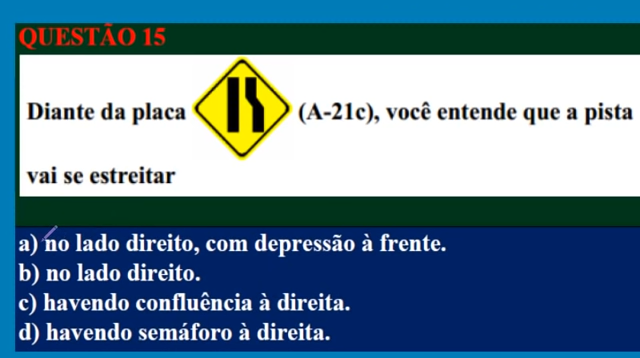 QUESTÃO 15
Diante da placa (A-21c), você entende que a pista
vai se estreitar
a) no lado direito, com depressão à frente.
b) no lado direito.
c) havendo confluência à direita.
d) havendo semáforo à direita.